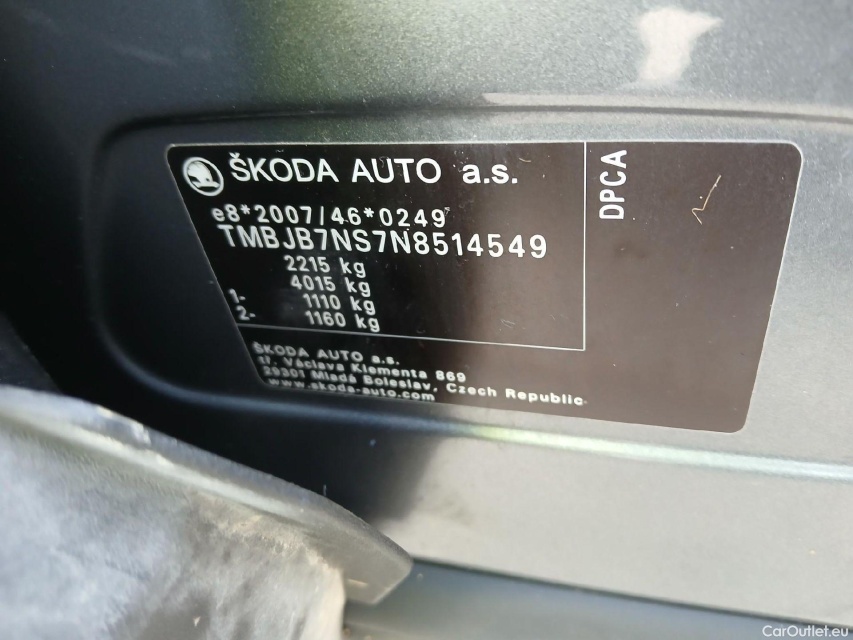 ŠKODA AUTO a.s.
DPCA
e8*2007/46*0249
TMBJB7NS7N8514549
2215 kg
4015 kg
1- 1110 kg
2- 1160 kg
ŠKODA AUTO a.s.
tř. Václava Klementa 869
29301 Mladá Boleslav, Czech Republic
www.skoda-auto.com
CarOutlet.eu